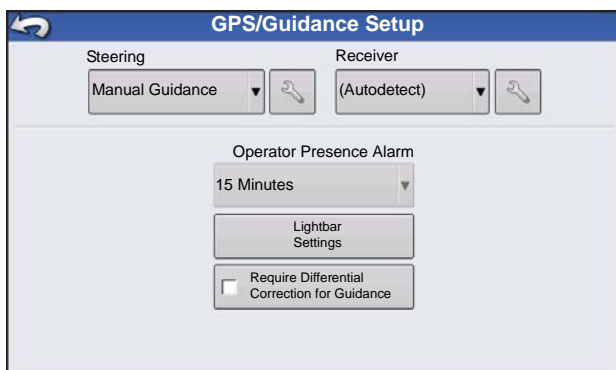 GPS/Guidance Setup
Steering
Receiver
Manual Guidance
(Autodetect)
Operator Presence Alarm
15 Minutes
Lightbar
Settings
Require Differential
Correction for Guidance